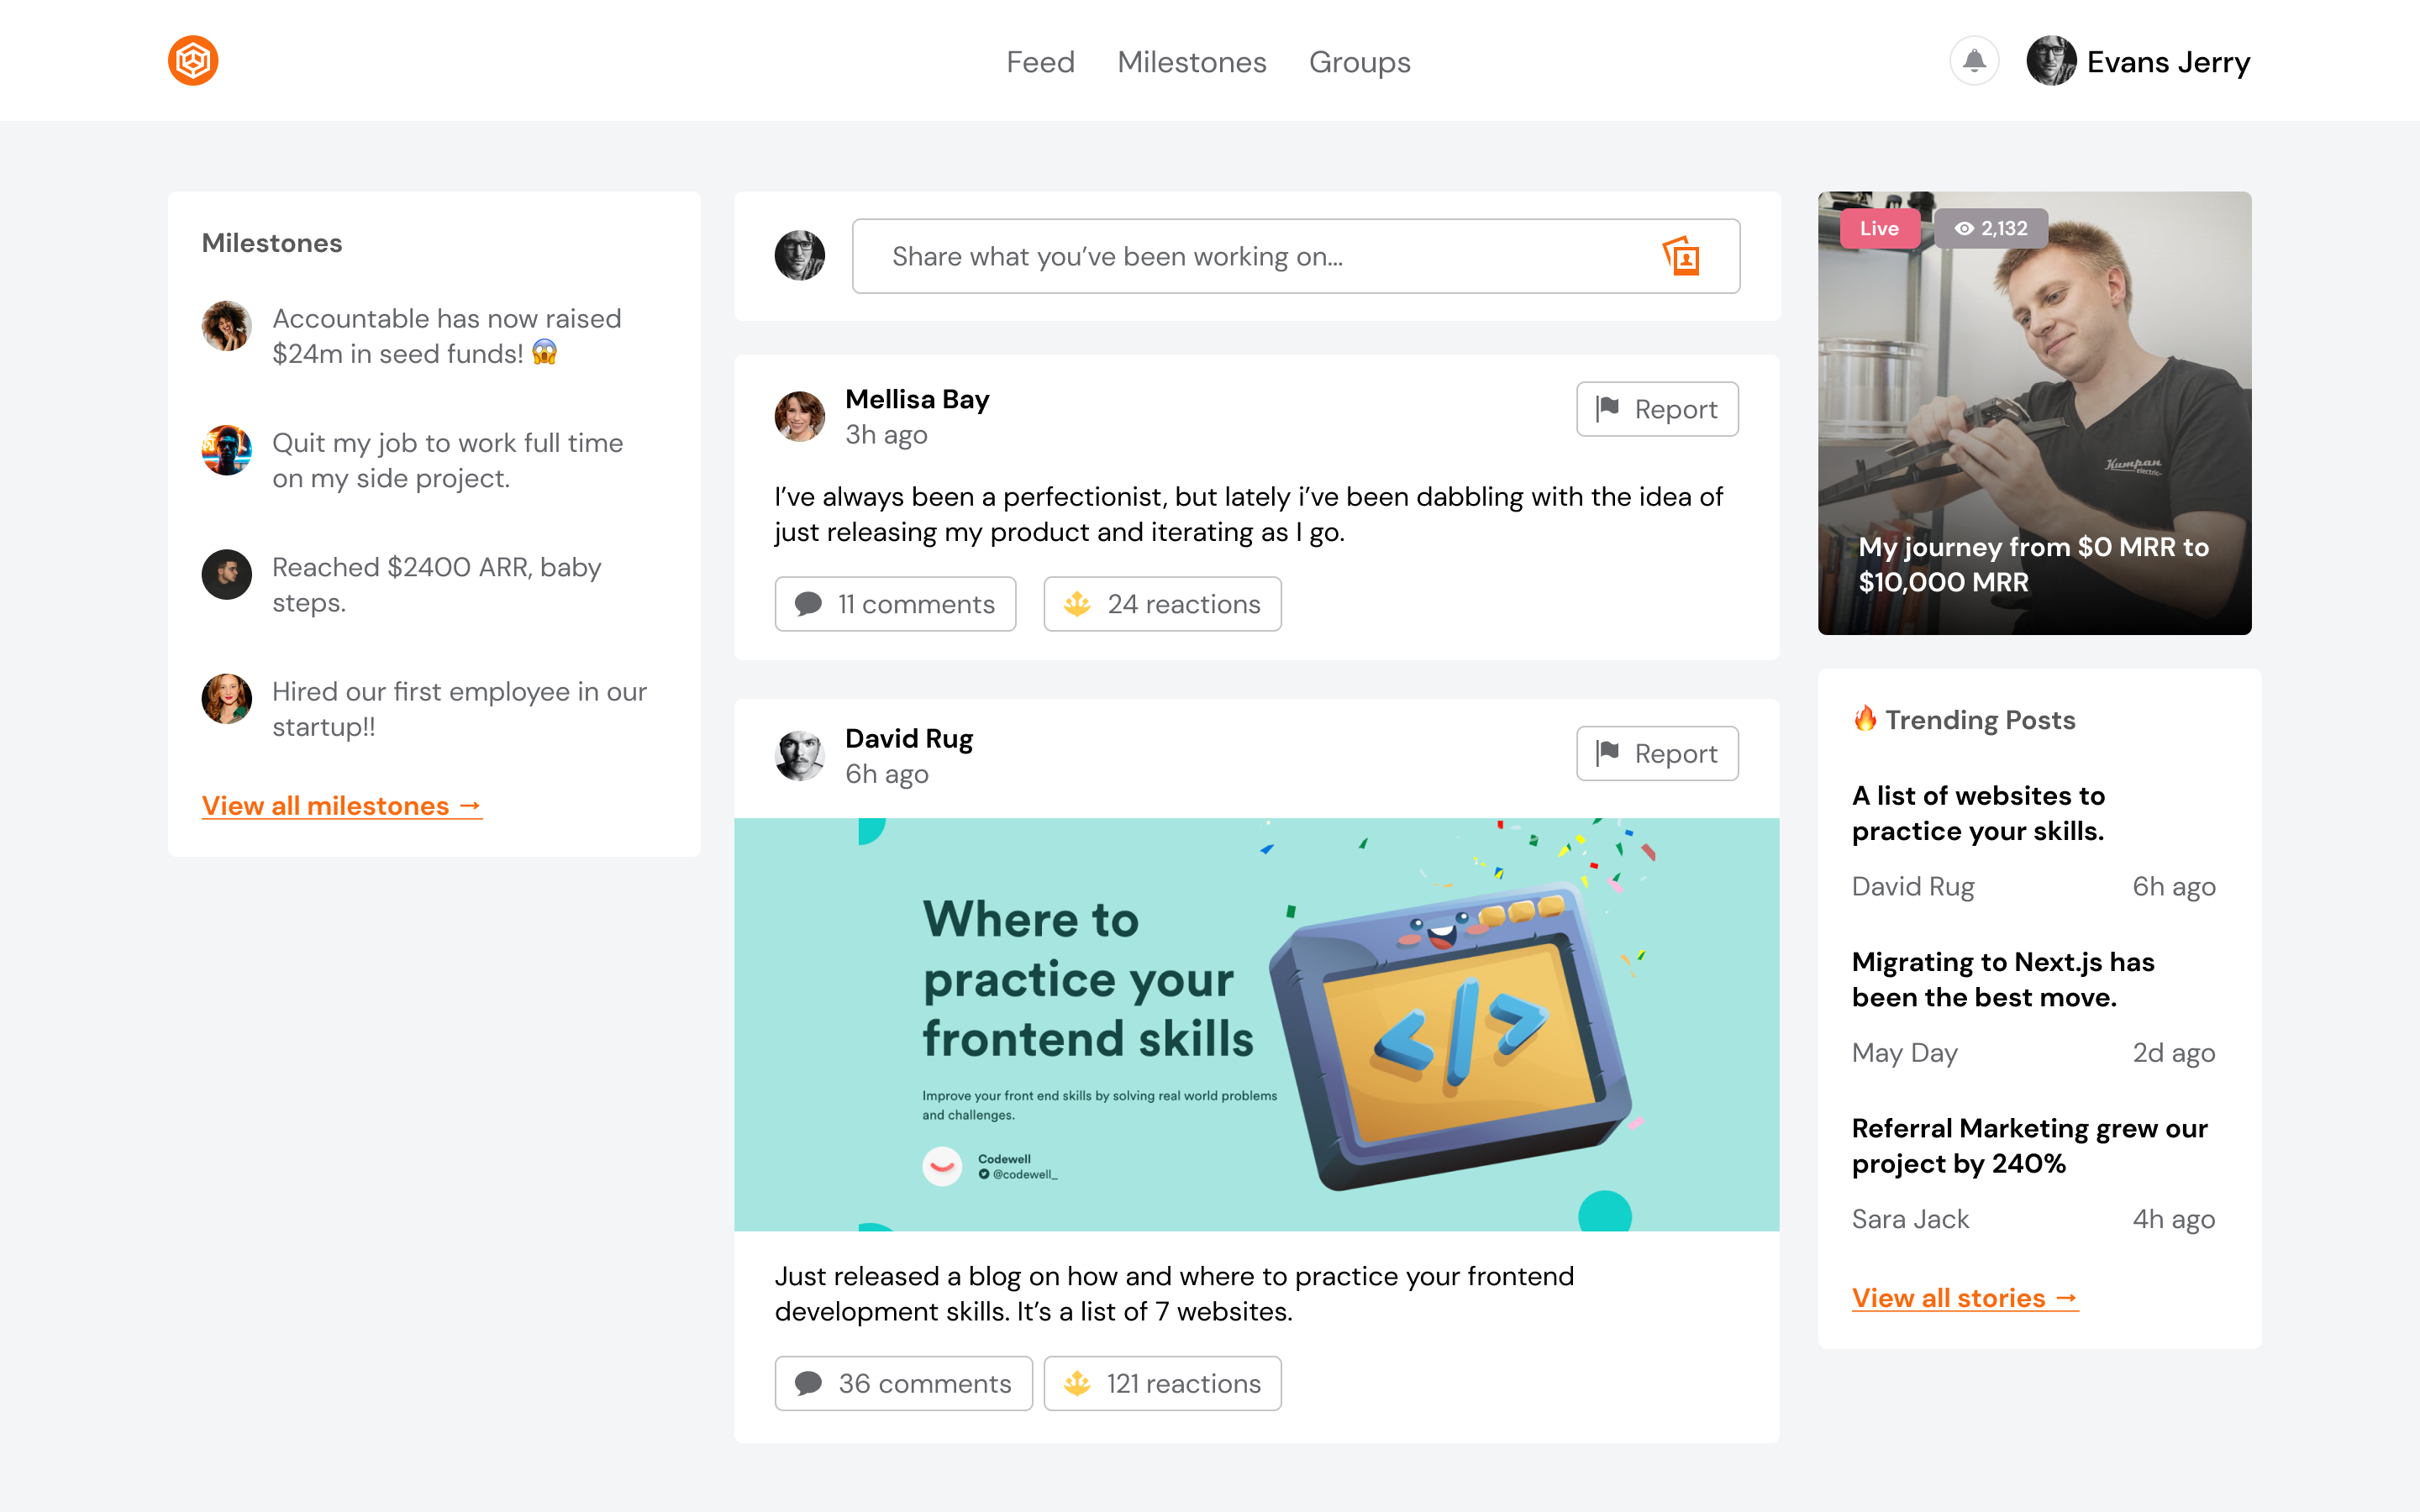 Feed Milestones Groups
Evans Jerry
Milestones
Accountable has now raised
$24m in seed funds! 😱
Quit my job to work full time
on my side project.
Reached $2400 ARR, baby
steps.
Hired our first employee in our
startup!!
View all milestones →
Share what you’ve been working on...
Mellisa Bay
3h ago
Report
I’ve always been a perfectionist, but lately i’ve been dabbling with the idea of
just releasing my product and iterating as I go.
11 comments
24 reactions
David Rug
6h ago
Report
Where to
practice your
frontend skills
Improve your front end skills by solving real world problems
and challenges.
Codewell
@codewell_
</>
Just released a blog on how and where to practice your frontend
development skills. It’s a list of 7 websites.
36 comments
121 reactions
Live
2,132
Kumpan
electric
My journey from $0 MRR to
$10,000 MRR
🔥 Trending Posts
A list of websites to
practice your skills.
David Rug 6h ago
Migrating to Next.js has
been the best move.
May Day 2d ago
Referral Marketing grew our
project by 240%
Sara Jack 4h ago
View all stories →